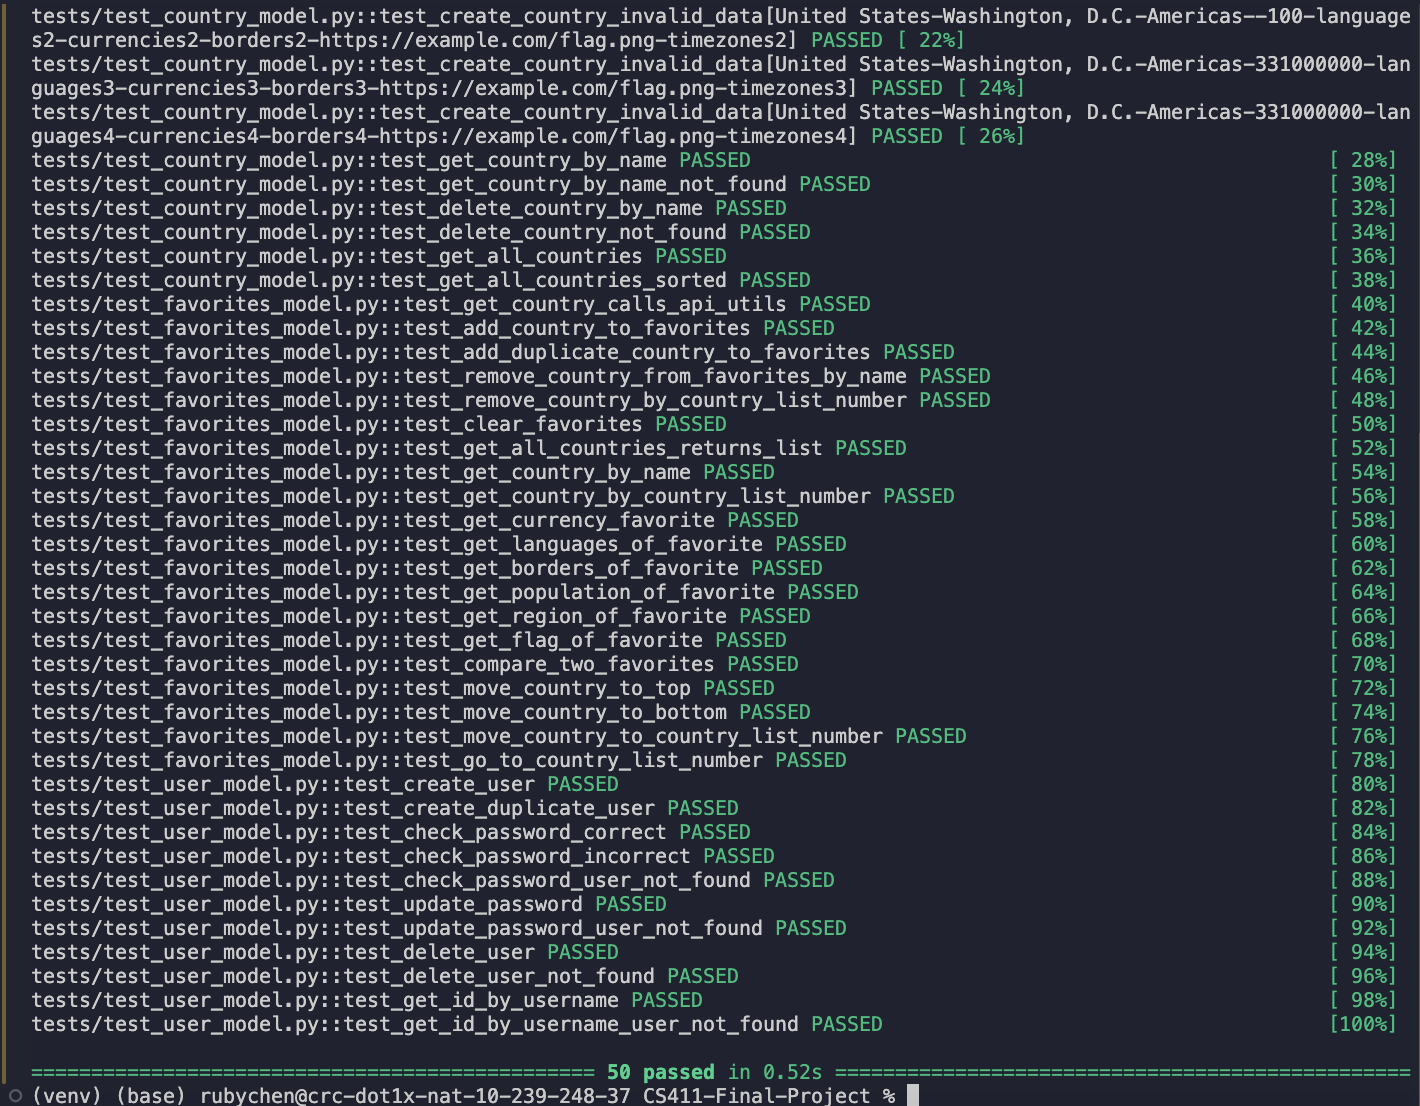 tests/test_country_model.py::test_create_country_invalid_data[United States-Washington, D.C.-Americas--100-language
s2-currencies2-borders2-https://example.com/flag.png-timezones2] PASSED [ 22%]
tests/test_country_model.py::test_create_country_invalid_data[United States-Washington, D.C.-Americas-331000000-lan
guages3-currencies3-borders3-https://example.com/flag.png-timezones3] PASSED [ 24%]
tests/test_country_model.py::test_create_country_invalid_data[United States-Washington, D.C.-Americas-331000000-lan
guages4-currencies4-borders4-https://example.com/flag.png-timezones4] PASSED [ 26%]
tests/test_country_model.py::test_get_country_by_name PASSED [ 28%]
tests/test_country_model.py::test_get_country_by_name_not_found PASSED [ 30%]
tests/test_country_model.py::test_delete_country_by_name PASSED [ 32%]
tests/test_country_model.py::test_delete_country_not_found PASSED [ 34%]
tests/test_country_model.py::test_get_all_countries PASSED [ 36%]
tests/test_country_model.py::test_get_all_countries_sorted PASSED [ 38%]
tests/test_favorites_model.py::test_get_country_calls_api_utils PASSED [ 40%]
tests/test_favorites_model.py::test_add_country_to_favorites PASSED [ 42%]
tests/test_favorites_model.py::test_add_duplicate_country_to_favorites PASSED [ 44%]
tests/test_favorites_model.py::test_remove_country_from_favorites_by_name PASSED [ 46%]
tests/test_favorites_model.py::test_remove_country_by_country_list_number PASSED [ 48%]
tests/test_favorites_model.py::test_clear_favorites PASSED [ 50%]
tests/test_favorites_model.py::test_get_all_countries_returns_list PASSED [ 52%]
tests/test_favorites_model.py::test_get_country_by_name PASSED [ 54%]
tests/test_favorites_model.py::test_get_country_by_country_list_number PASSED [ 56%]
tests/test_favorites_model.py::test_get_currency_favorite PASSED [ 58%]
tests/test_favorites_model.py::test_get_languages_of_favorite PASSED [ 60%]
tests/test_favorites_model.py::test_get_borders_of_favorite PASSED [ 62%]
tests/test_favorites_model.py::test_get_population_of_favorite PASSED [ 64%]
tests/test_favorites_model.py::test_get_region_of_favorite PASSED [ 66%]
tests/test_favorites_model.py::test_get_flag_of_favorite PASSED [ 68%]
tests/test_favorites_model.py::test_compare_two_favorites PASSED [ 70%]
tests/test_favorites_model.py::test_move_country_to_top PASSED [ 72%]
tests/test_favorites_model.py::test_move_country_to_bottom PASSED [ 74%]
tests/test_favorites_model.py::test_move_country_to_country_list_number PASSED [ 76%]
tests/test_favorites_model.py::test_go_to_country_list_number PASSED [ 78%]
tests/test_user_model.py::test_create_user PASSED [ 80%]
tests/test_user_model.py::test_create_duplicate_user PASSED [ 82%]
tests/test_user_model.py::test_check_password_correct PASSED [ 84%]
tests/test_user_model.py::test_check_password_incorrect PASSED [ 86%]
tests/test_user_model.py::test_check_password_user_not_found PASSED [ 88%]
tests/test_user_model.py::test_update_password PASSED [ 90%]
tests/test_user_model.py::test_update_password_user_not_found PASSED [ 92%]
tests/test_user_model.py::test_delete_user PASSED [ 94%]
tests/test_user_model.py::test_delete_user_not_found PASSED [ 96%]
tests/test_user_model.py::test_get_id_by_username PASSED [ 98%]
tests/test_user_model.py::test_get_id_by_username_user_not_found PASSED [100%]
=============================================== 50 passed in 0.52s ================================================
(venv) (base) rubychen@crc-dot1x-nat-10-239-248-37 CS411-Final-Project %